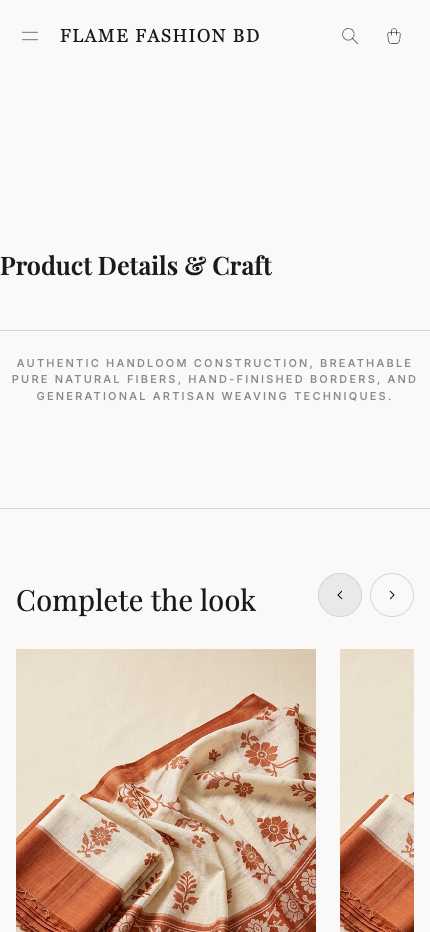 FLAME FASHION BD
Product Details & Craft
AUTHENTIC HANDLOOM CONSTRUCTION, BREATHABLE
PURE NATURAL FIBERS, HAND-FINISHED BORDERS, AND
GENERATIONAL ARTISAN WEAVING TECHNIQUES.
Complete the look